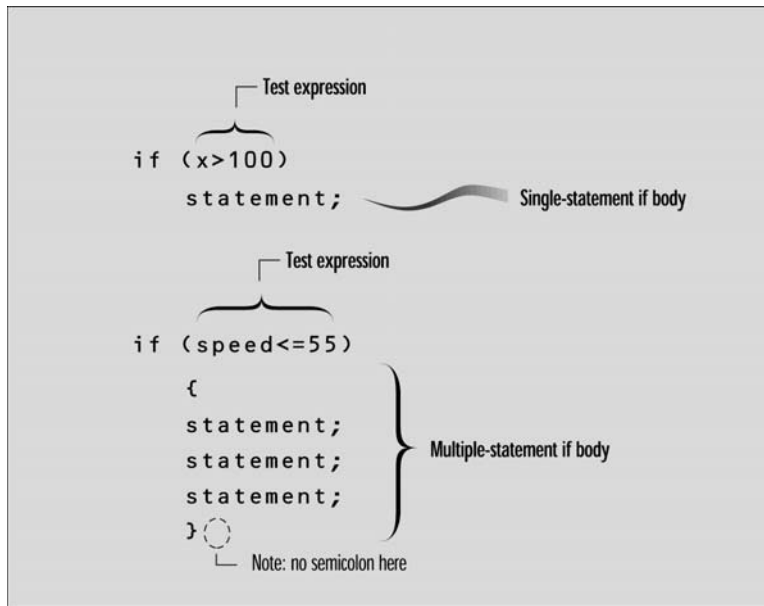 Test expression
if (x>100)
statement; Single-statement if body
Test expression
if (speed<=55)
{
statement;
statement; Multiple-statement if body
statement;
}
Note: no semicolon here